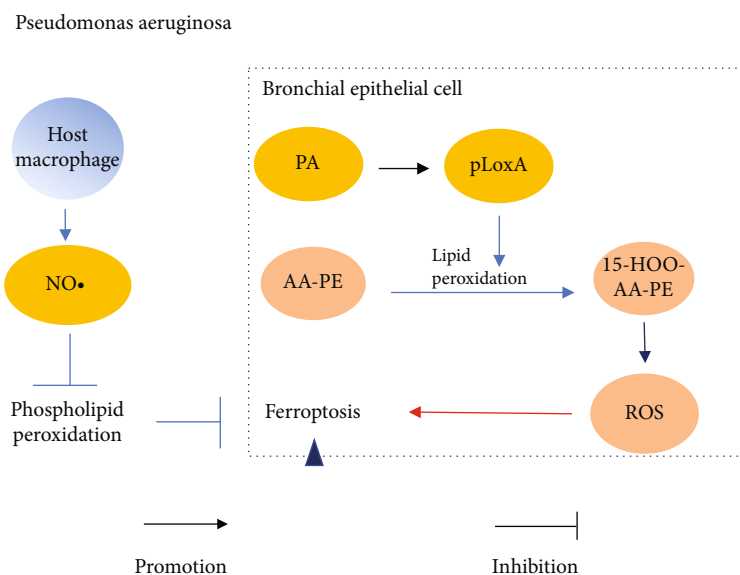 Pseudomonas aeruginosa
Bronchial epithelial cell
Host
macrophage
PA
pLoxA
NO•
AA-PE
Lipid
peroxidation
15-HOO-
AA-PE
Phospholipid
peroxidation
Ferroptosis
ROS
Promotion
Inhibition